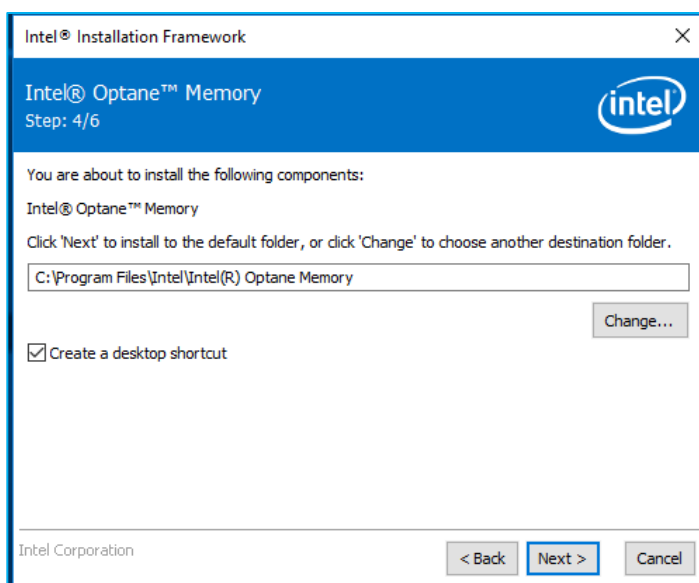 Intel® Installation Framework
Intel® Optane™ Memory
Step: 4/6
intel
You are about to install the following components:
Intel® Optane™ Memory
Click 'Next' to install to the default folder, or click 'Change' to choose another destination folder.
C:\Program Files\Intel\Intel(R) Optane Memory
Change...
Create a desktop shortcut
Intel Corporation
< Back
Next >
Cancel